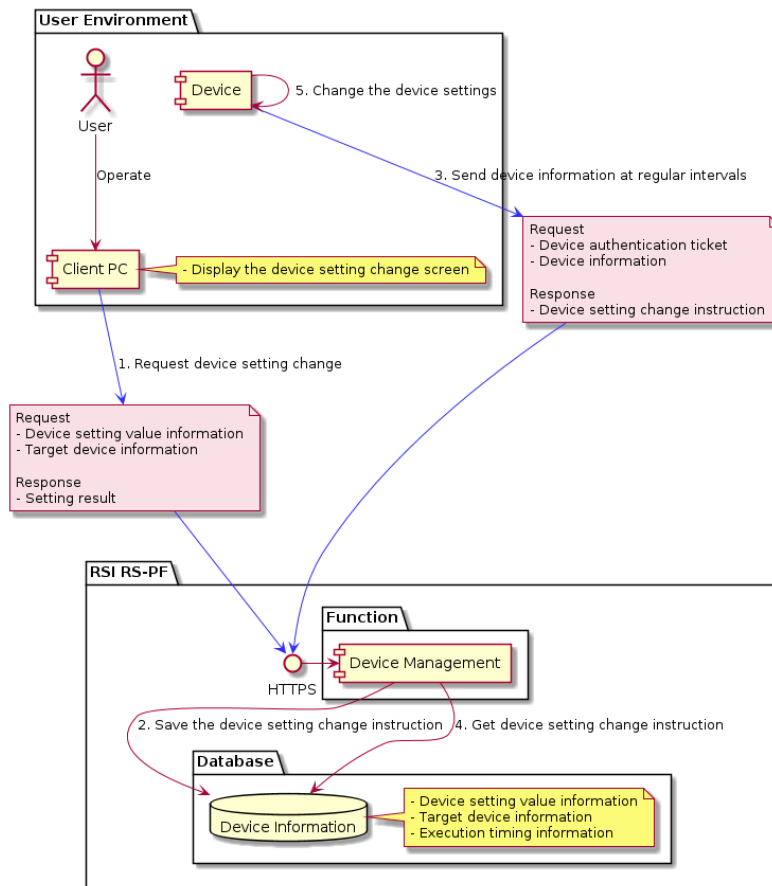 User Environment
Device
5. Change the device settings
User
Operate
3. Send device information at regular intervals
Request
- Device authentication ticket
- Device information
Response
- Device setting change instruction
Client PC
- Display the device setting change screen
1. Request device setting change
Request
- Device setting value information
- Target device information
Response
- Setting result
RSI RS-PF
Function
Device Management
HTTPS
2. Save the device setting change instruction
4. Get device setting change instruction
Database
Device Information
- Device setting value information
- Target device information
- Execution timing information